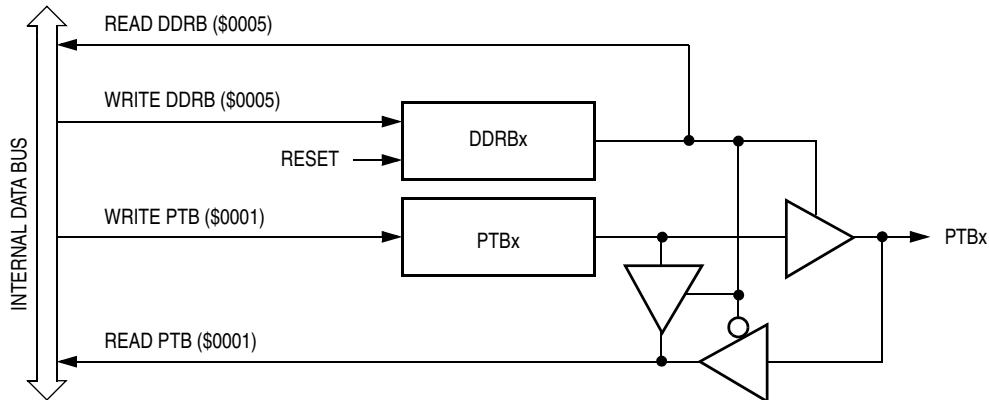 READ DDRB ($0005)
WRITE DDRB ($0005)
DDRBx
RESET
WRITE PTB ($0001)
PTBx
PTBx
READ PTB ($0001)
INTERNAL DATA BUS